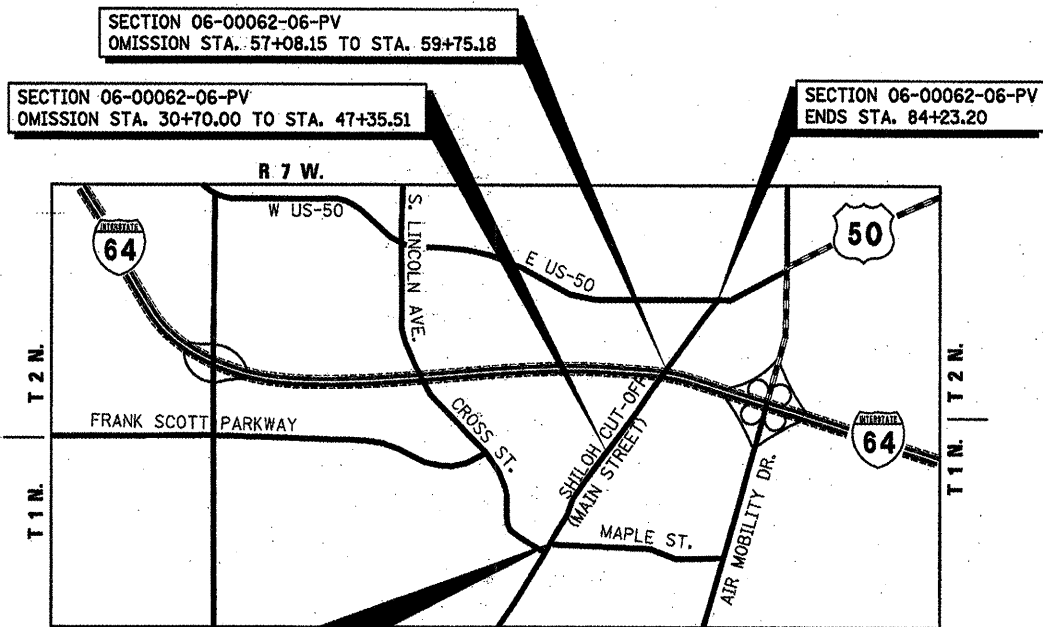 SECTION 06-00062-06-PV
OMISSION STA. 57+08.15 TO STA. 59+75.18
SECTION 06-00062-06-PV
OMISSION STA. 30+70.00 TO STA. 47+35.51
SECTION 06-00062-06-PV
ENDS STA. 84+23.20
R 7 W.
W US-50
S. LINCOLN AVE.
INTERSTATE
64
50
E US-50
T 2 N.
T 2 N.
FRANK SCOTT PARKWAY
CROSS ST.
SHILOH CUT-OFF
(MAIN STREET)
INTERSTATE
64
T 1 N.
T 1 N.
MAPLE ST.
AIR MOBILITY DR.